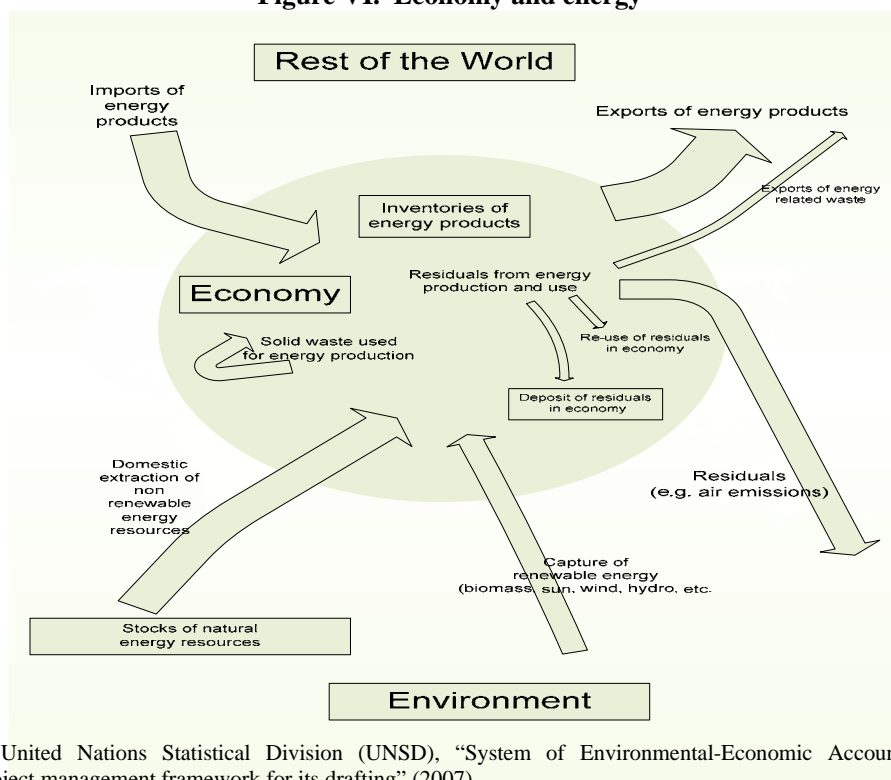 Figure VI. Economy and energy
Rest of the World
Imports of
energy
products
Exports of energy products
Exports of energy
related waste
Inventories of
energy products
Residuals from energy
production and use
Economy
Re-use of residuals
in economy
Solid waste used
for energy production
Deposit of residuals
in economy
Domestic
extraction of
non
renewable
energy
resources
Residuals
(e.g. air emissions)
Capture of
renewable energy
(biomass, sun, wind, hydro, etc.
Stocks of natural
energy resources
Environment
United Nations Statistical Division (UNSD), “System of Environmental-Economic Accour
ject management framework for its drafting” (2007)